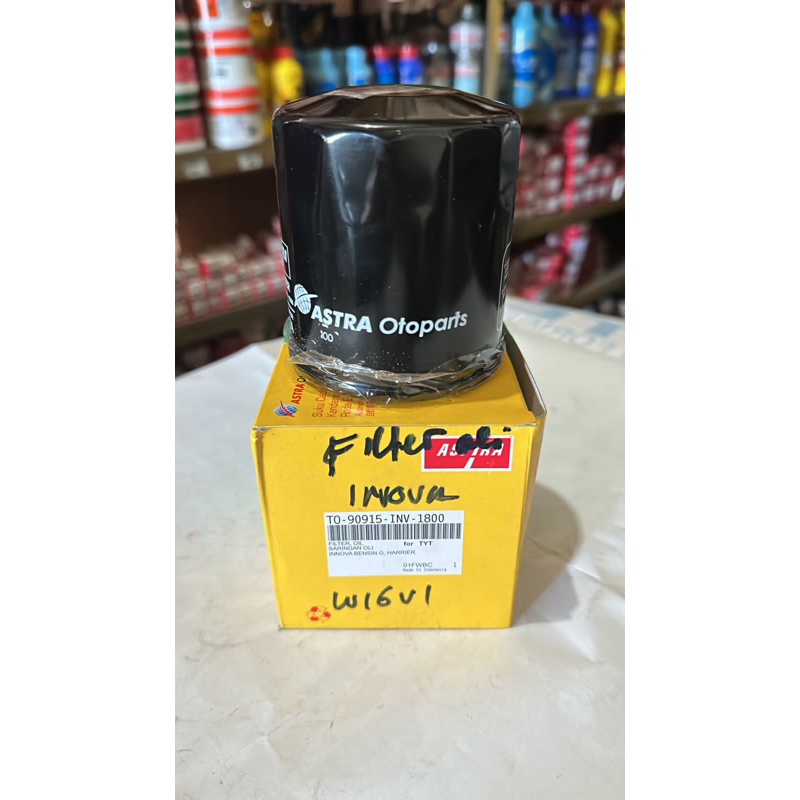 ASTRA Otoparts
100
ASTRA
Filter oli
ASPIRA
INOVA
TO-90915-INV-1800
FILTER, OIL for TYT
SARINGAN OLI
INNOVA BENSIN G, HARRIER
01FWBC 1
Made In Indonesia
W16V1